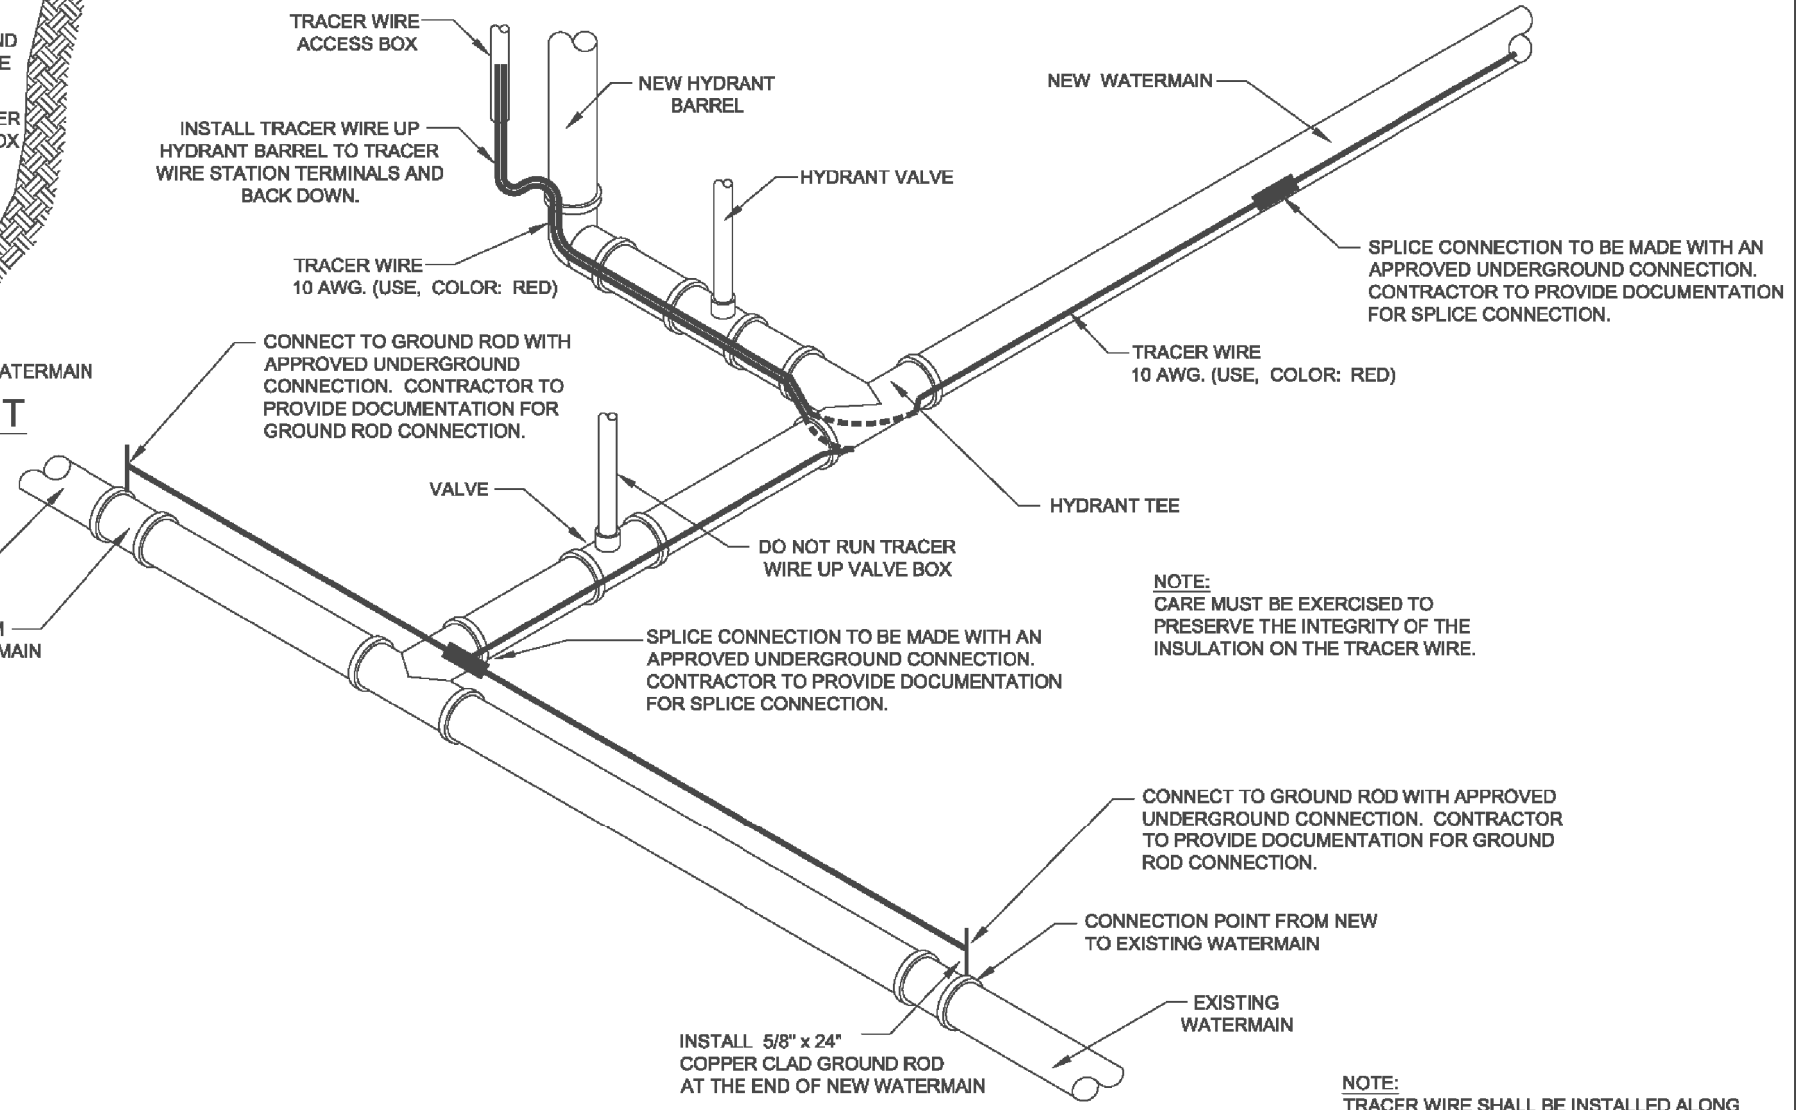 TRACER WIRE
ACCESS BOX
NEW HYDRANT
BARREL
NEW  WATERMAIN
INSTALL TRACER WIRE UP
HYDRANT BARREL TO TRACER
WIRE STATION TERMINALS AND
BACK DOWN.
HYDRANT VALVE
TRACER WIRE
10 AWG. (USE,  COLOR:  RED)
SPLICE CONNECTION TO BE MADE WITH AN
APPROVED UNDERGROUND CONNECTION.
CONTRACTOR TO PROVIDE DOCUMENTATION
FOR SPLICE CONNECTION.
CONNECT TO GROUND ROD WITH
APPROVED UNDERGROUND
CONNECTION.  CONTRACTOR TO
PROVIDE DOCUMENTATION FOR
GROUND ROD CONNECTION.
TRACER WIRE
10 AWG. (USE,  COLOR:  RED)
ATERMAIN
T
VALVE
HYDRANT TEE
DO NOT RUN TRACER
WIRE UP VALVE BOX
NOTE:
CARE MUST BE EXERCISED TO
PRESERVE THE INTEGRITY OF THE
INSULATION ON THE TRACER WIRE.
MAIN
SPLICE CONNECTION TO BE MADE WITH AN
APPROVED UNDERGROUND CONNECTION.
CONTRACTOR TO PROVIDE DOCUMENTATION
FOR SPLICE CONNECTION.
CONNECT TO GROUND ROD WITH APPROVED
UNDERGROUND CONNECTION.  CONTRACTOR
TO PROVIDE DOCUMENTATION FOR GROUND
ROD CONNECTION.
CONNECTION POINT FROM NEW
TO EXISTING WATERMAIN
EXISTING
WATERMAIN
INSTALL  5/8" x 24"
COPPER CLAD GROUND ROD
AT THE END OF NEW WATERMAIN
NOTE:
TRACER WIRE SHALL BE INSTALLED ALONG